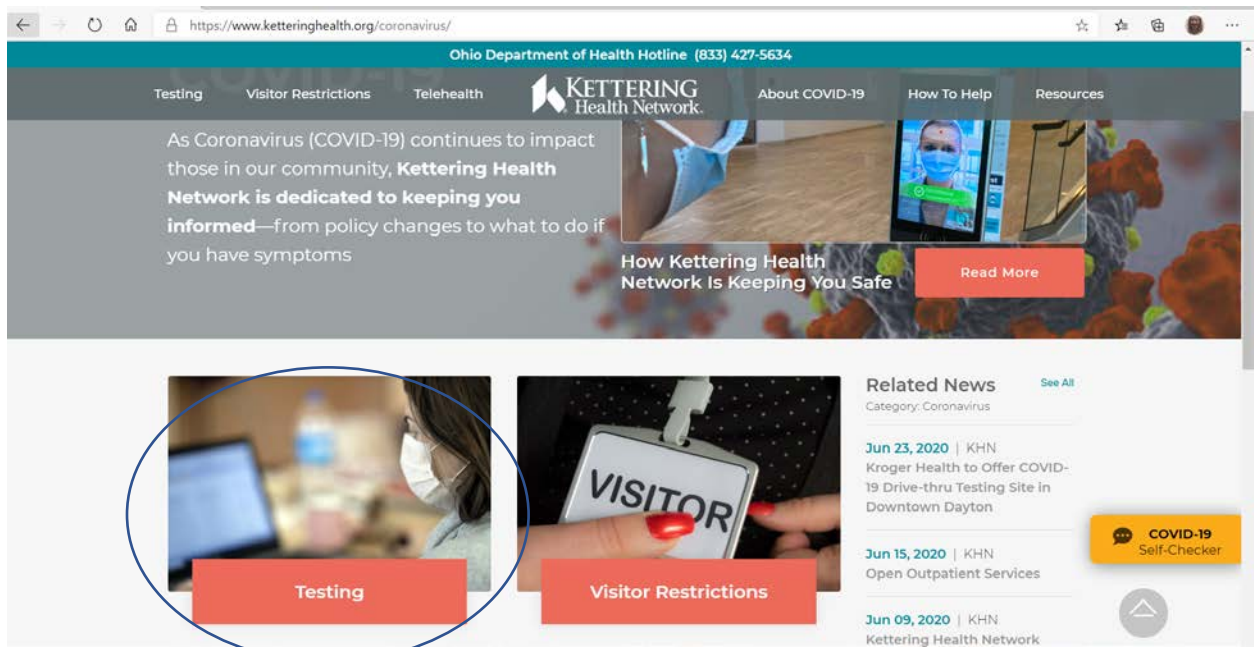 https://www.ketteringhealth.org/coronavirus/
Ohio Department of Health Hotline (833) 427-5634
COVID-19
Testing
Visitor Restrictions
Telehealth
KETTERING
Health Network.
About COVID-19
How To Help
Resources
As Coronavirus (COVID-19) continues to impact
those in our community, Kettering Health
Network is dedicated to keeping you
informed—from policy changes to what to do if
you have symptoms
How Kettering Health
Network Is Keeping You Safe
Read More
VISITOR
Testing
Visitor Restrictions
Related News
See All
Category: Coronavirus
Jun 23, 2020 | KHN
Kroger Health to Offer COVID-
19 Drive-thru Testing Site in
Downtown Dayton
Jun 15, 2020 | KHN
Open Outpatient Services
Jun 09, 2020 | KHN
Kettering Health Network
COVID-19
Self-Checker